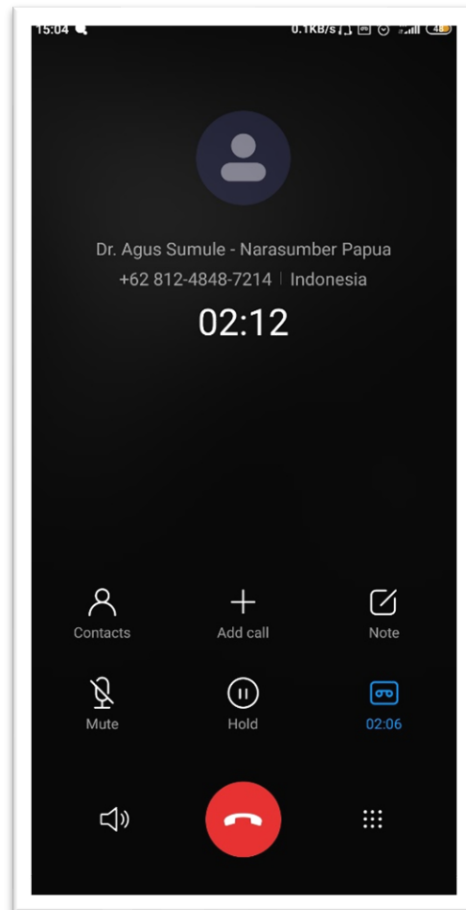 15:04 0.1KB/s
Dr. Agus Sumule - Narasumber Papua
+62 812-4848-7214 | Indonesia
02:12
Contacts Add call Note
Mute Hold 02:06